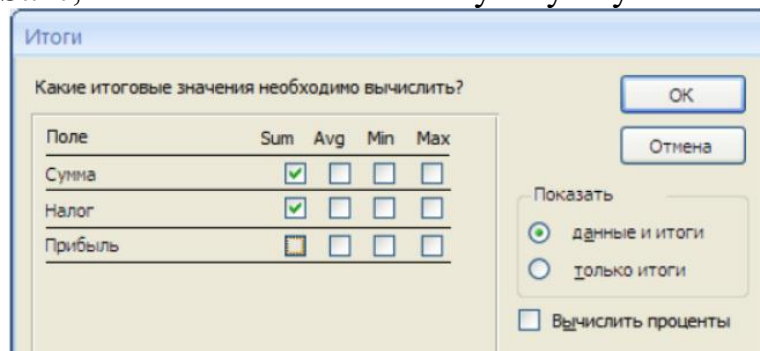 Итоги
Какие итоговые значения необходимо вычислить?
OK
Отмена
Поле Sum Avg Min Max
Сумма
Налог
Прибыль
Показать
данные и итоги
только итоги
Вычислить проценты